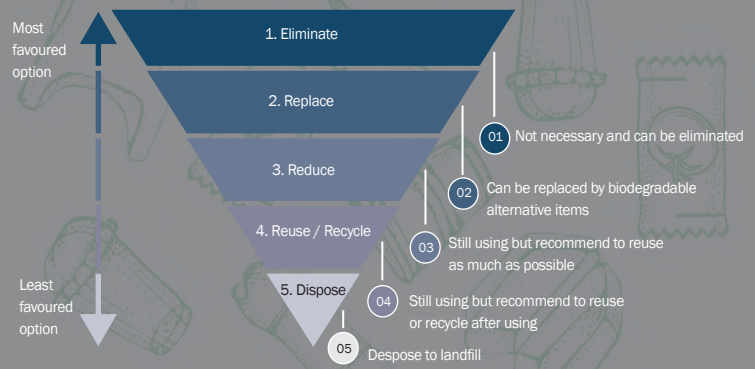 Most
favoured
option
1. Eliminate
2. Replace
3. Reduce
4. Reuse / Recycle
5. Dispose
Least
favoured
option
01 Not necessary and can be eliminated
02 Can be replaced by biodegradable
alternative items
03 Still using but recommend to reuse
as much as possible
04 Still using but recommend to reuse
or recycle after using
05 Despose to landfill